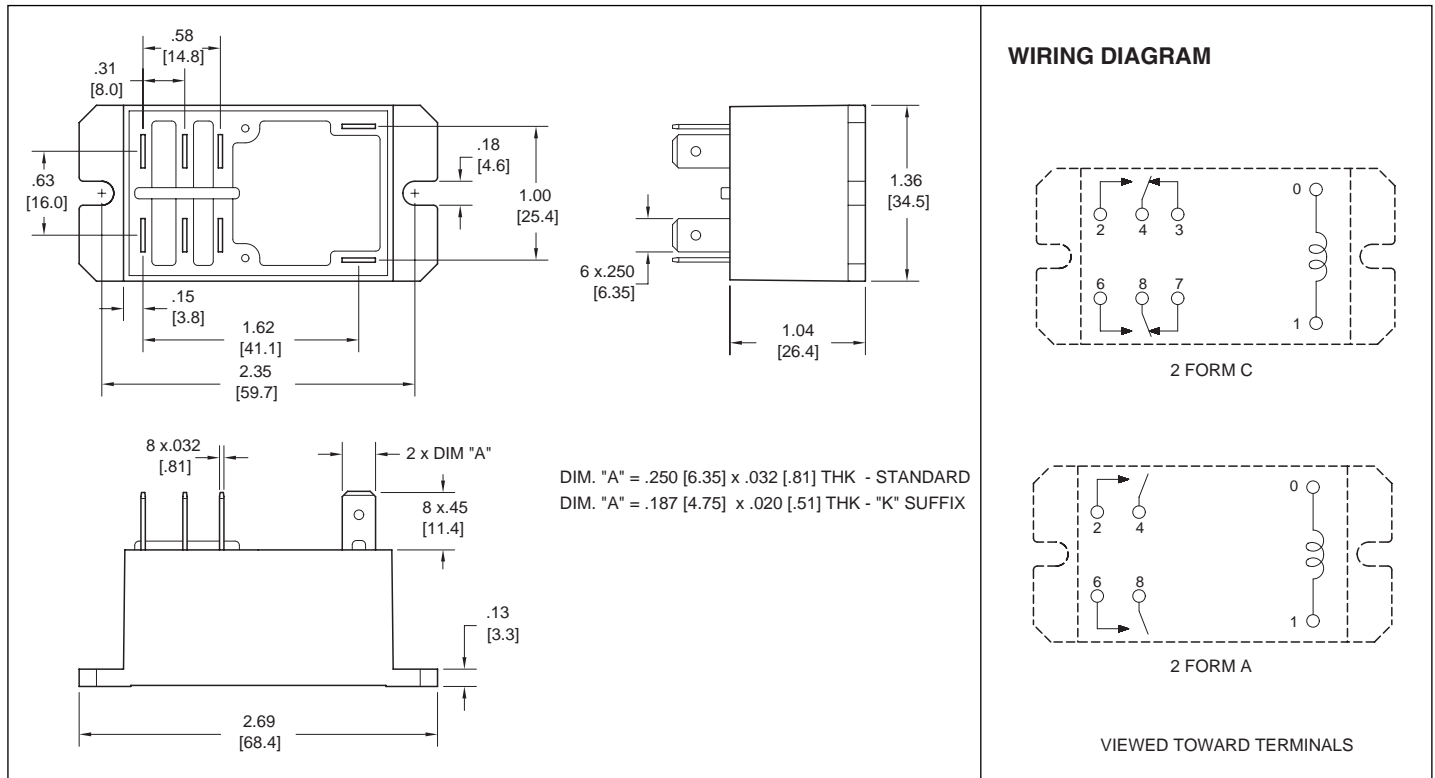 .58
[14.8]
.31
[8.0]
.63
[16.0]
.18
[4.6]
1.00
[25.4]
.15
[3.8]
1.62
[41.1]
2.35
[59.7]
6 x.250
[6.35]
1.36
[34.5]
1.04
[26.4]
8 x.032
[.81]
2 x DIM "A"
8 x.45
[11.4]
.13
[3.3]
2.69
[68.4]
DIM. "A" = .250 [6.35] x .032 [.81] THK - STANDARD
DIM. "A" = .187 [4.75] x .020 [.51] THK - "K" SUFFIX
WIRING DIAGRAM
0
2 4 3
6 8 7
1
2 FORM C
0
2 4
6 8
1
2 FORM A
VIEWED TOWARD TERMINALS